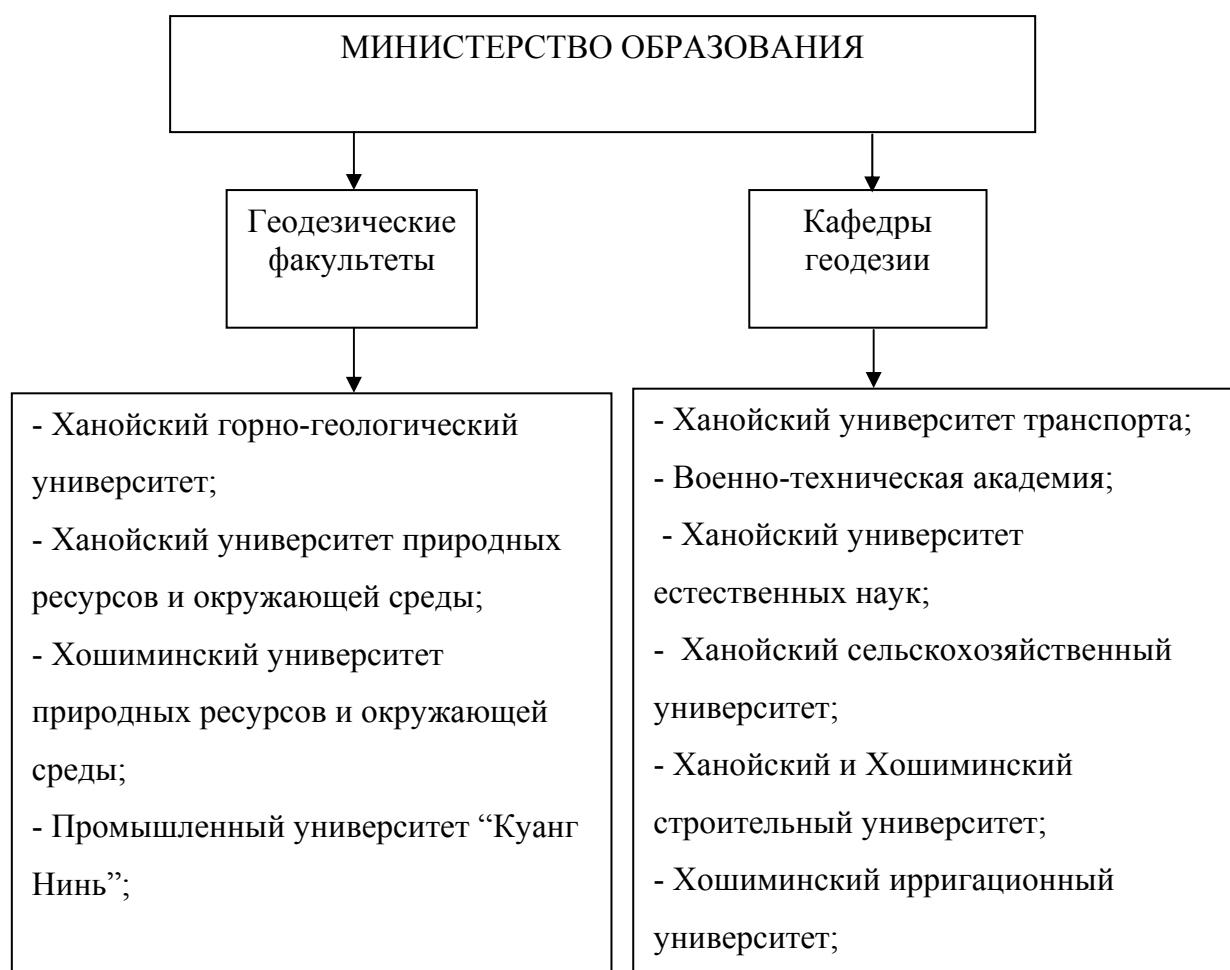 МИНИСТЕРСТВО ОБРАЗОВАНИЯ
Геодезические
факультеты
Кафедры
геодезии
- Ханойский горно-геологический
университет;
- Ханойский университет природных
ресурсов и окружающей среды;
- Хошиминский университет
природных ресурсов и окружающей
среды;
- Промышленный университет “Куанг
Нинь”;
- Ханойский университет транспорта;
- Военно-техническая академия;
- Ханойский университет
естественных наук;
- Ханойский сельскохозяйственный
университет;
- Ханойский и Хошиминский
строительный университет;
- Хошиминский ирригационный
университет;